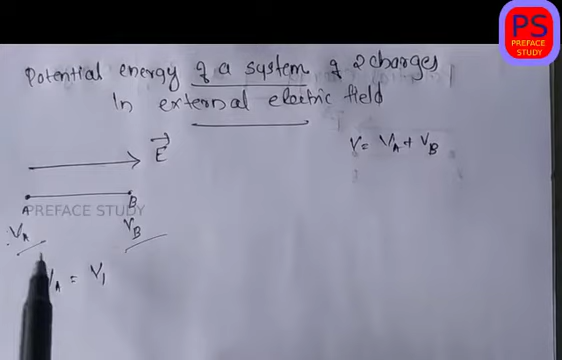 PS
PREFACE
STUDY
Potential energy of a system of 2 charges
In external electric field
E
V = VA + VB
A B
PREFACE STUDY
VA VB
VA = V1